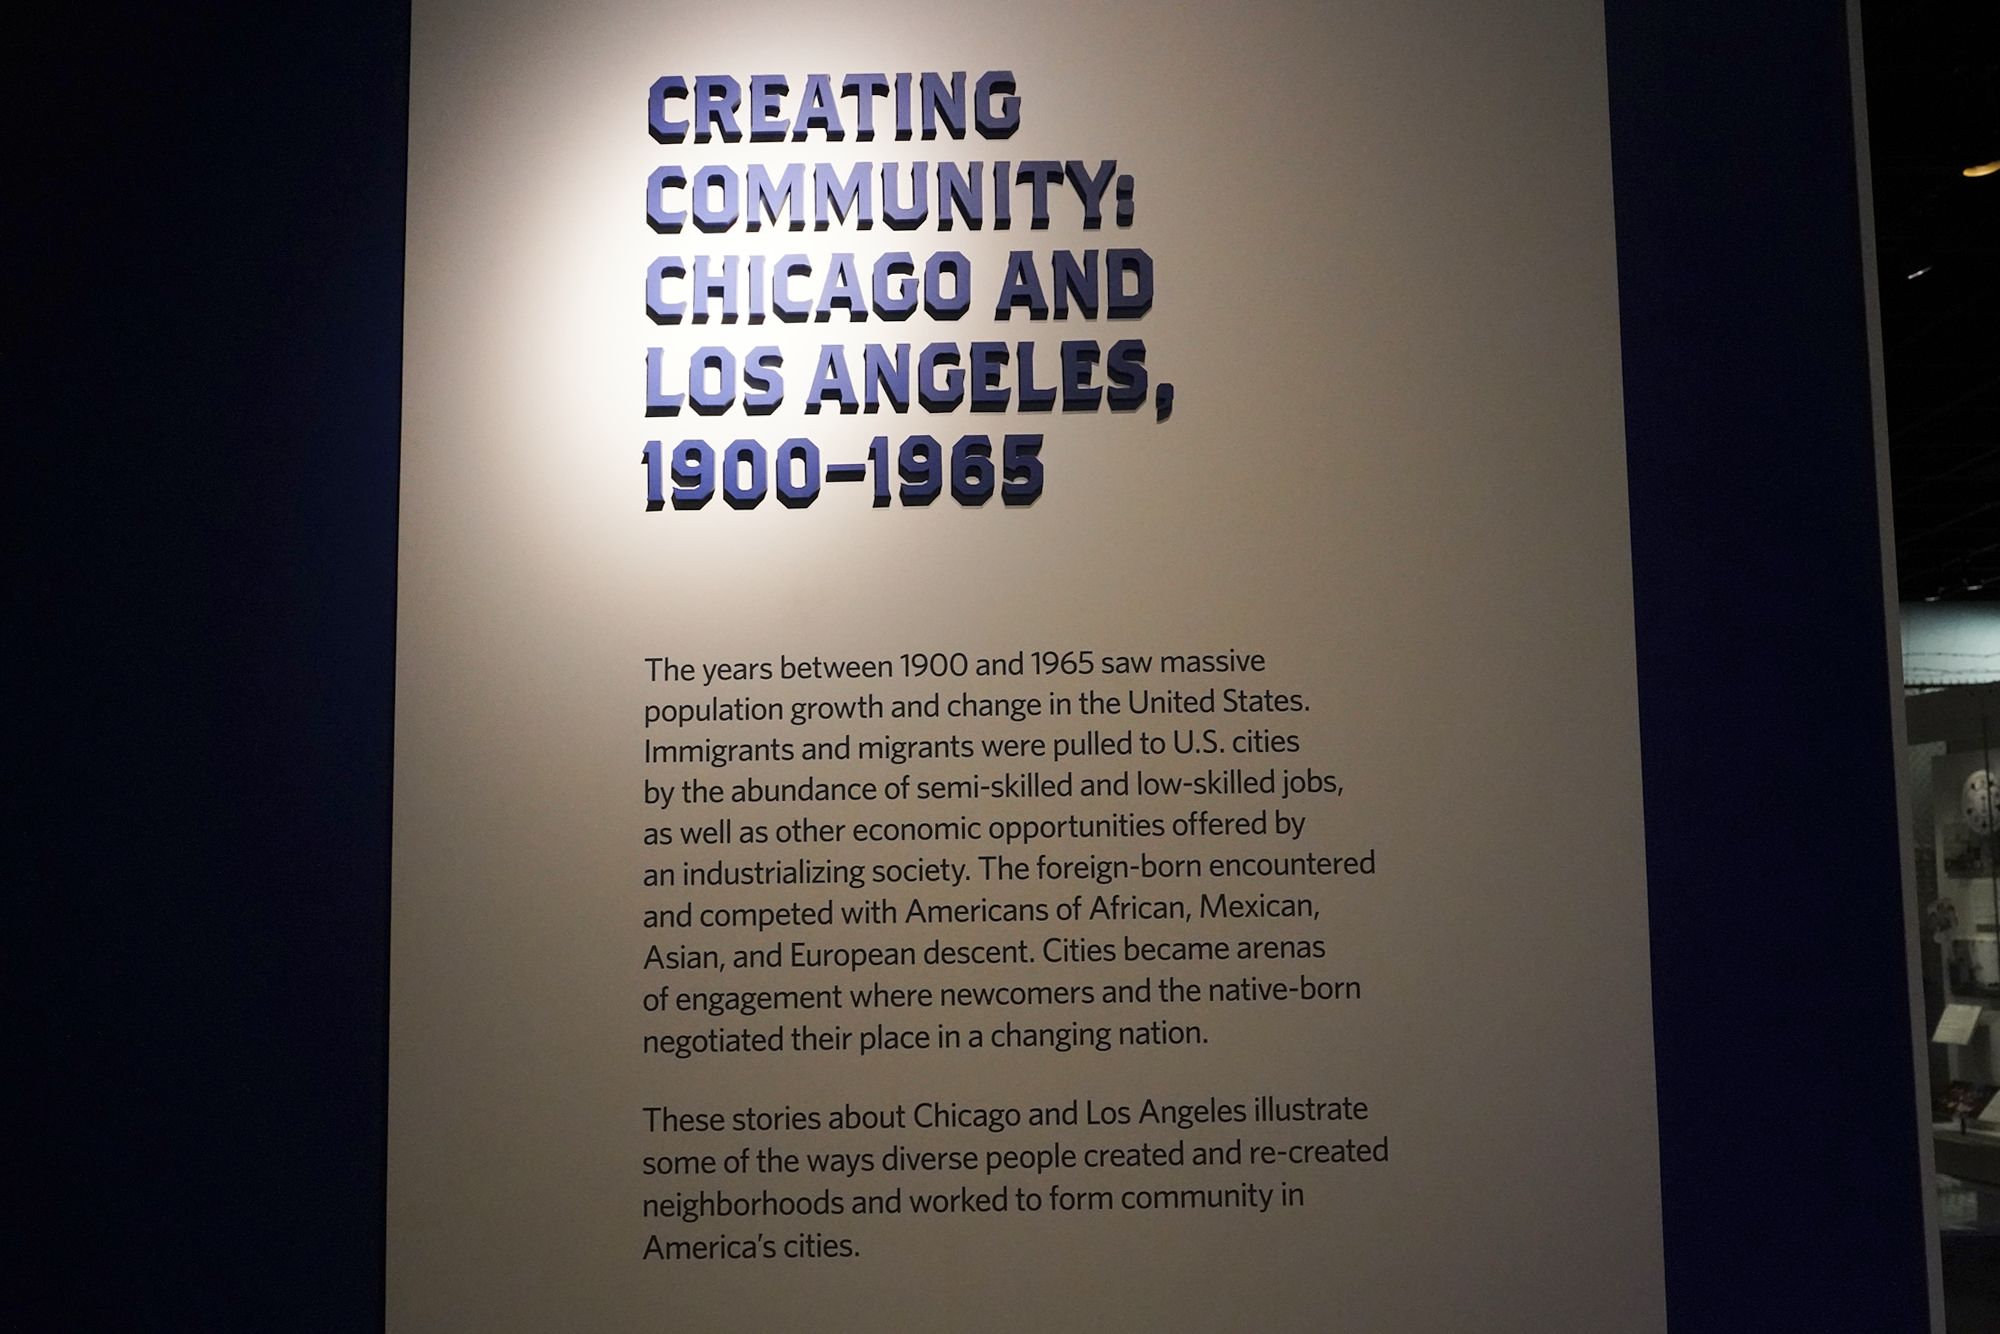 CREATING
COMMUNITY:
CHICAGO AND
LOS ANGELES,
1900–1965
The years between 1900 and 1965 saw massive
population growth and change in the United States.
Immigrants and migrants were pulled to U.S. cities
by the abundance of semi-skilled and low-skilled jobs,
as well as other economic opportunities offered by
an industrializing society. The foreign-born encountered
and competed with Americans of African, Mexican,
Asian, and European descent. Cities became arenas
of engagement where newcomers and the native-born
negotiated their place in a changing nation.
These stories about Chicago and Los Angeles illustrate
some of the ways diverse people created and re-created
neighborhoods and worked to form community in
America’s cities.